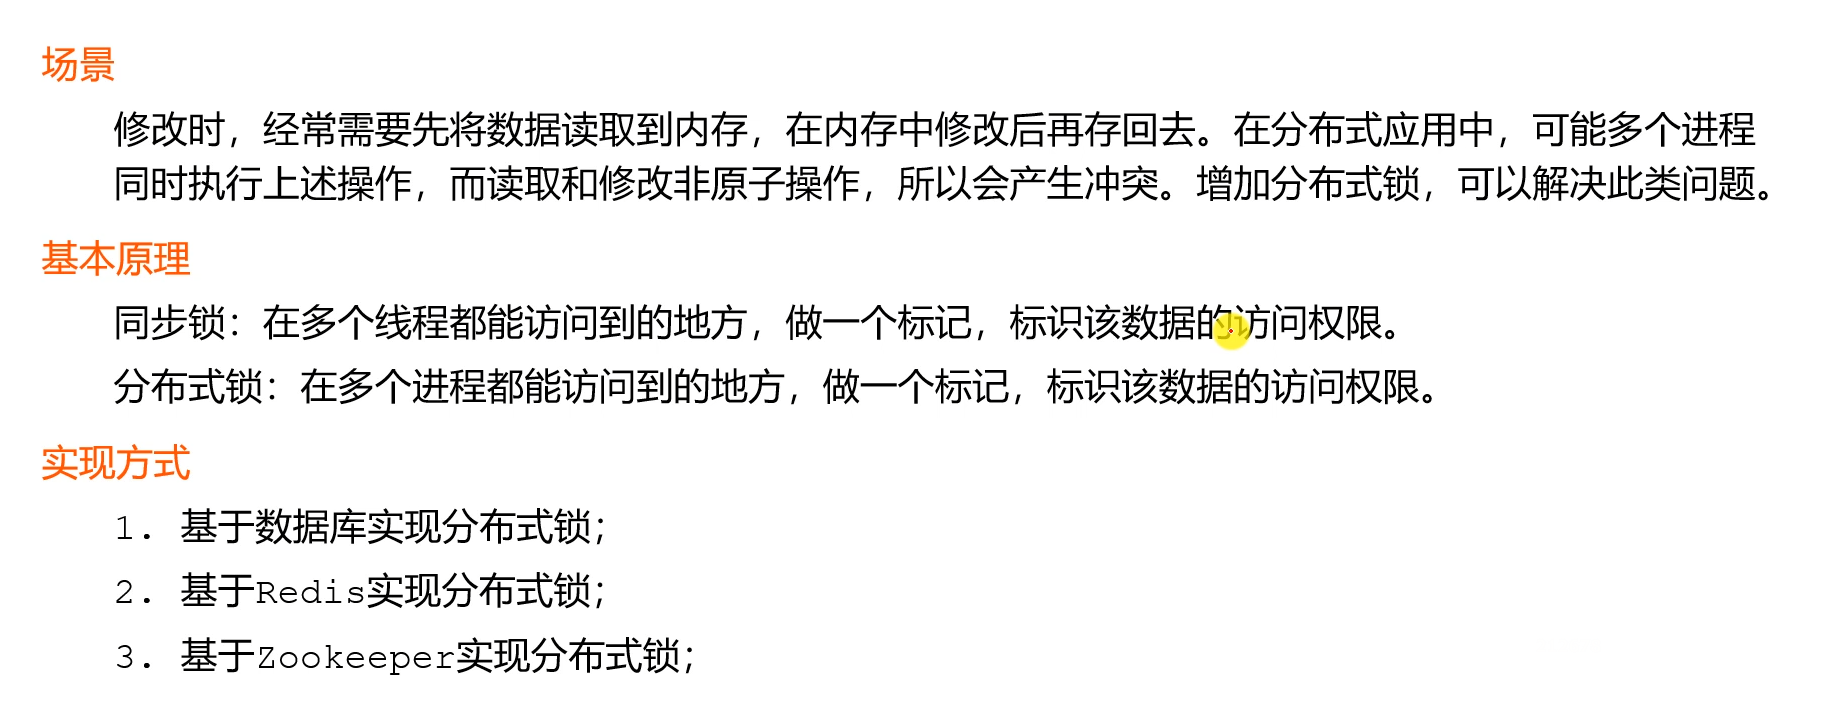 场景
修改时，经常需要先将数据读取到内存，在内存中修改后再存回去。在分布式应用中，可能多个进程
同时执行上述操作，而读取和修改非原子操作，所以会产生冲突。增加分布式锁，可以解决此类问题。
基本原理
同步锁：在多个线程都能访问到的地方，做一个标记，标识该数据的访问权限。
分布式锁：在多个进程都能访问到的地方，做一个标记，标识该数据的访问权限。
实现方式
1. 基于数据库实现分布式锁；
2. 基于Redis实现分布式锁；
3. 基于Zookeeper实现分布式锁；